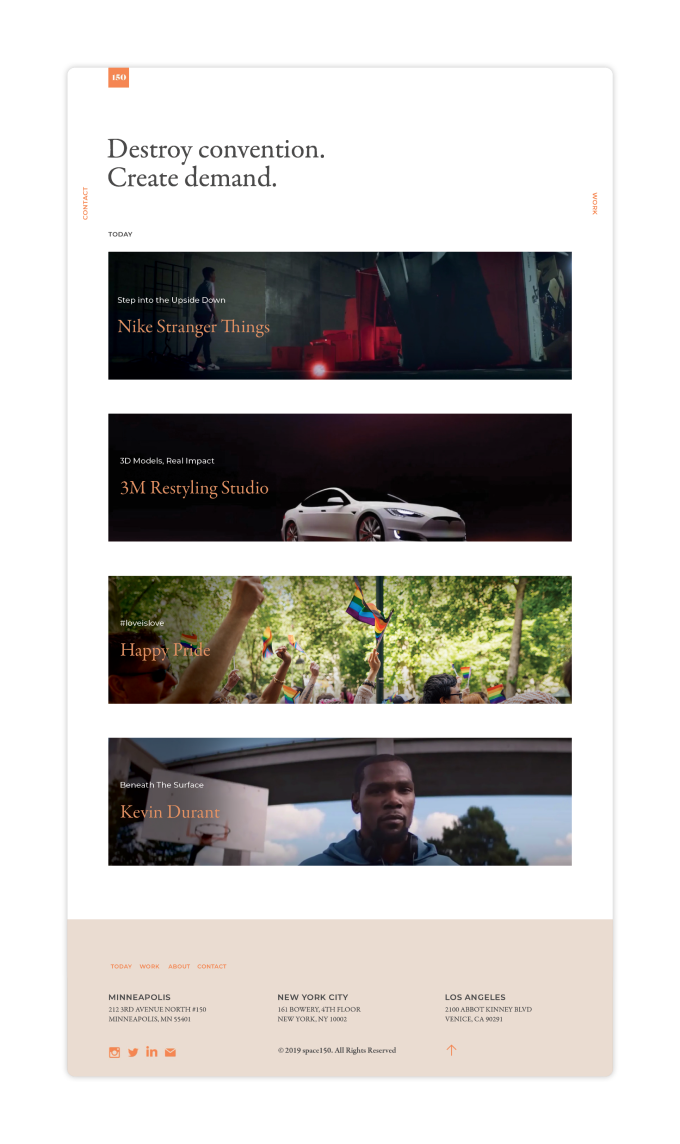 150
Destroy convention.
Create demand.
CONTACT
WORK
TODAY
Step into the Upside Down
Nike Stranger Things
3D Models, Real Impact
3M Restyling Studio
#loveislove
Happy Pride
Beneath The Surface
Kevin Durant
TODAY WORK ABOUT CONTACT
MINNEAPOLIS
212 3RD AVENUE NORTH #150
MINNEAPOLIS, MN 55401
NEW YORK CITY
161 BOWERY, 4TH FLOOR
NEW YORK, NY 10002
LOS ANGELES
2100 ABBOT KINNEY BLVD
VENICE, CA 90291
in
© 2019 space150. All Rights Reserved